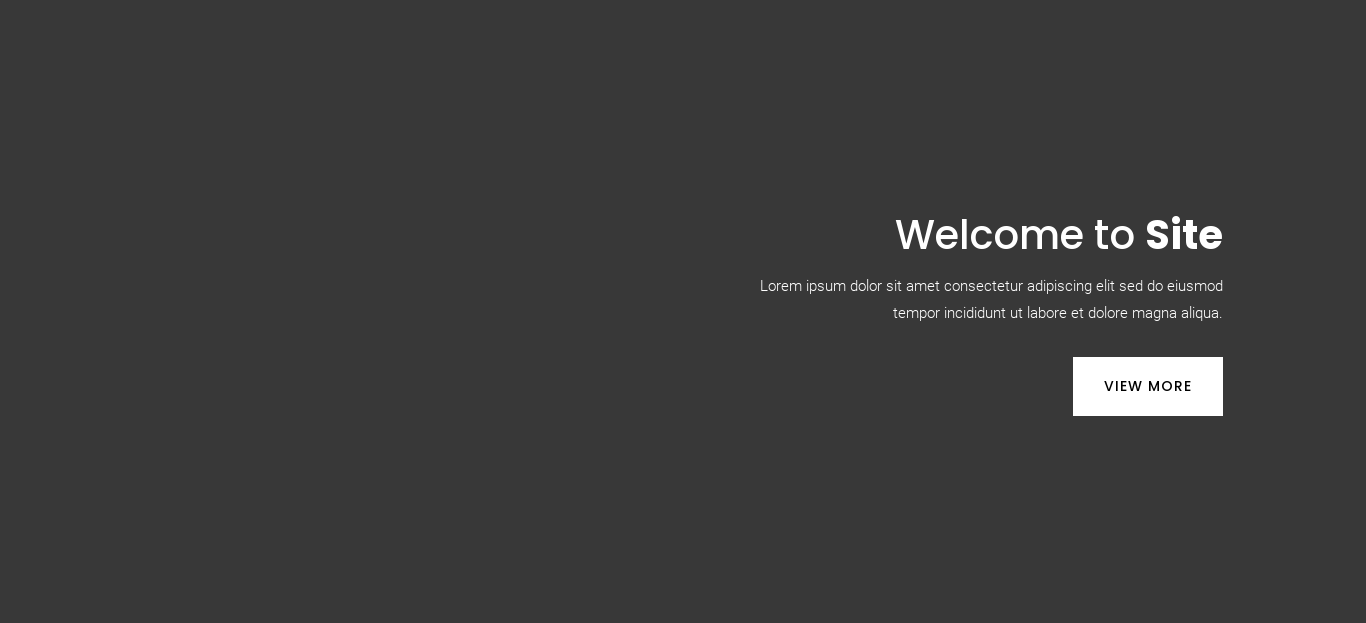 Welcome to Site
Lorem ipsum dolor sit amet consectetur adipiscing elit sed do eiusmod
tempor incididunt ut labore et dolore magna aliqua.
VIEW MORE